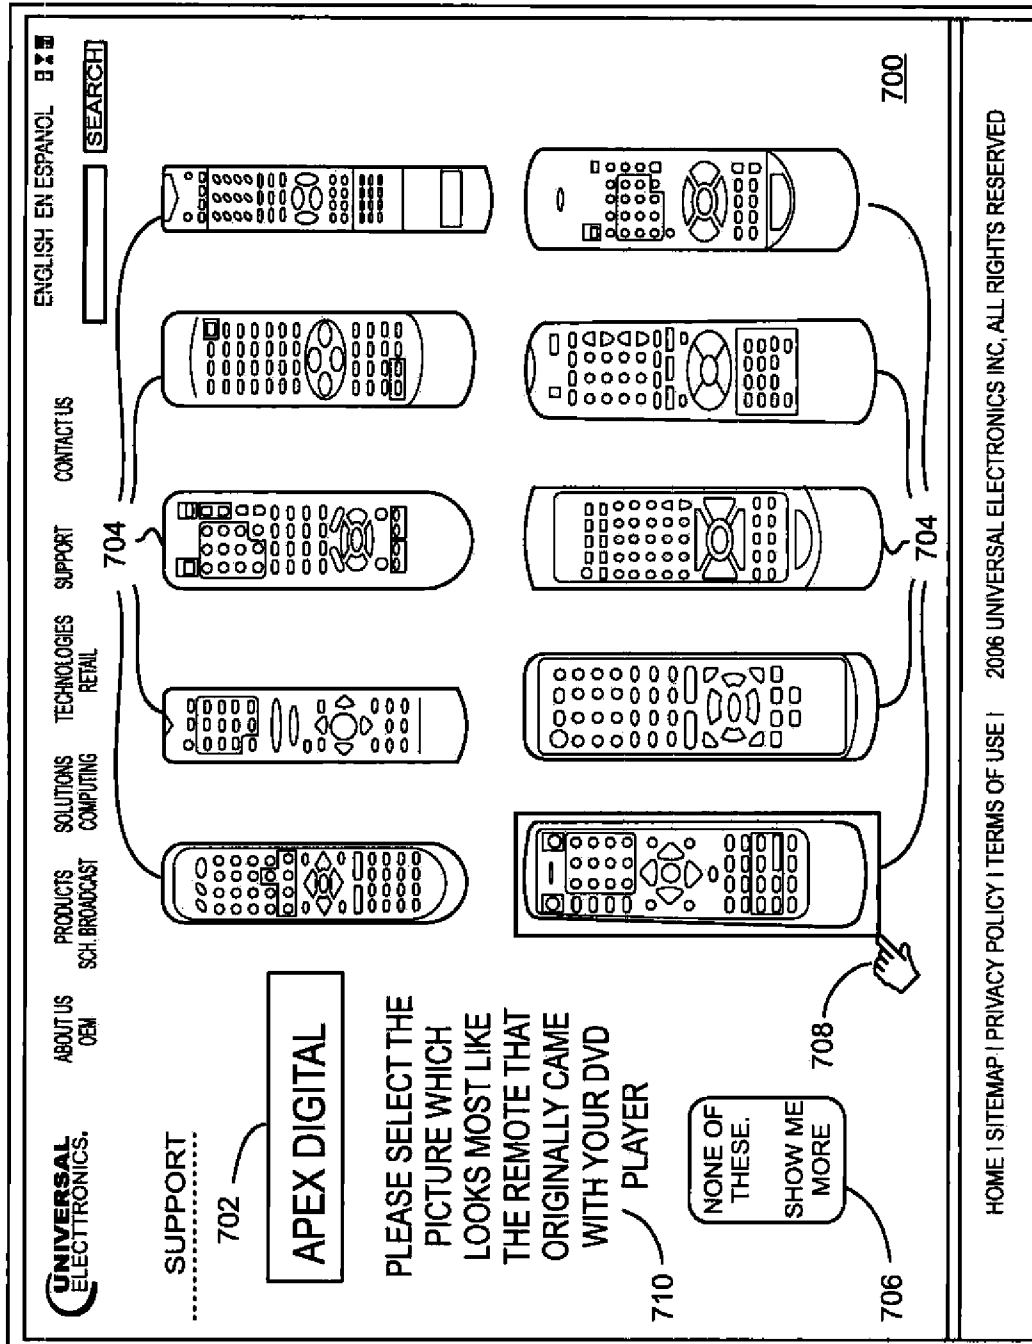 UNIVERSAL
ELECTTRONICS.
ABOUT US PRODUCTS SOLUTIONS TECHNOLOGIES SUPPORT CONTACT US
OEM SCH. BROADCAST COMPUTING RETAIL
ENGLISH EN ESPANOL
SEARCH
SUPPORT
702
APEX DIGITAL
PLEASE SELECT THE
PICTURE WHICH
LOOKS MOST LIKE
THE REMOTE THAT
ORIGINALLY CAME
WITH YOUR DVD
PLAYER
710
NONE OF
THESE.
SHOW ME
MORE
706
708
704
704
700
HOME | SITEMAP | PRIVACY POLICY | TERMS OF USE | 2006 UNIVERSAL ELECTRONICS INC, ALL RIGHTS RESERVED